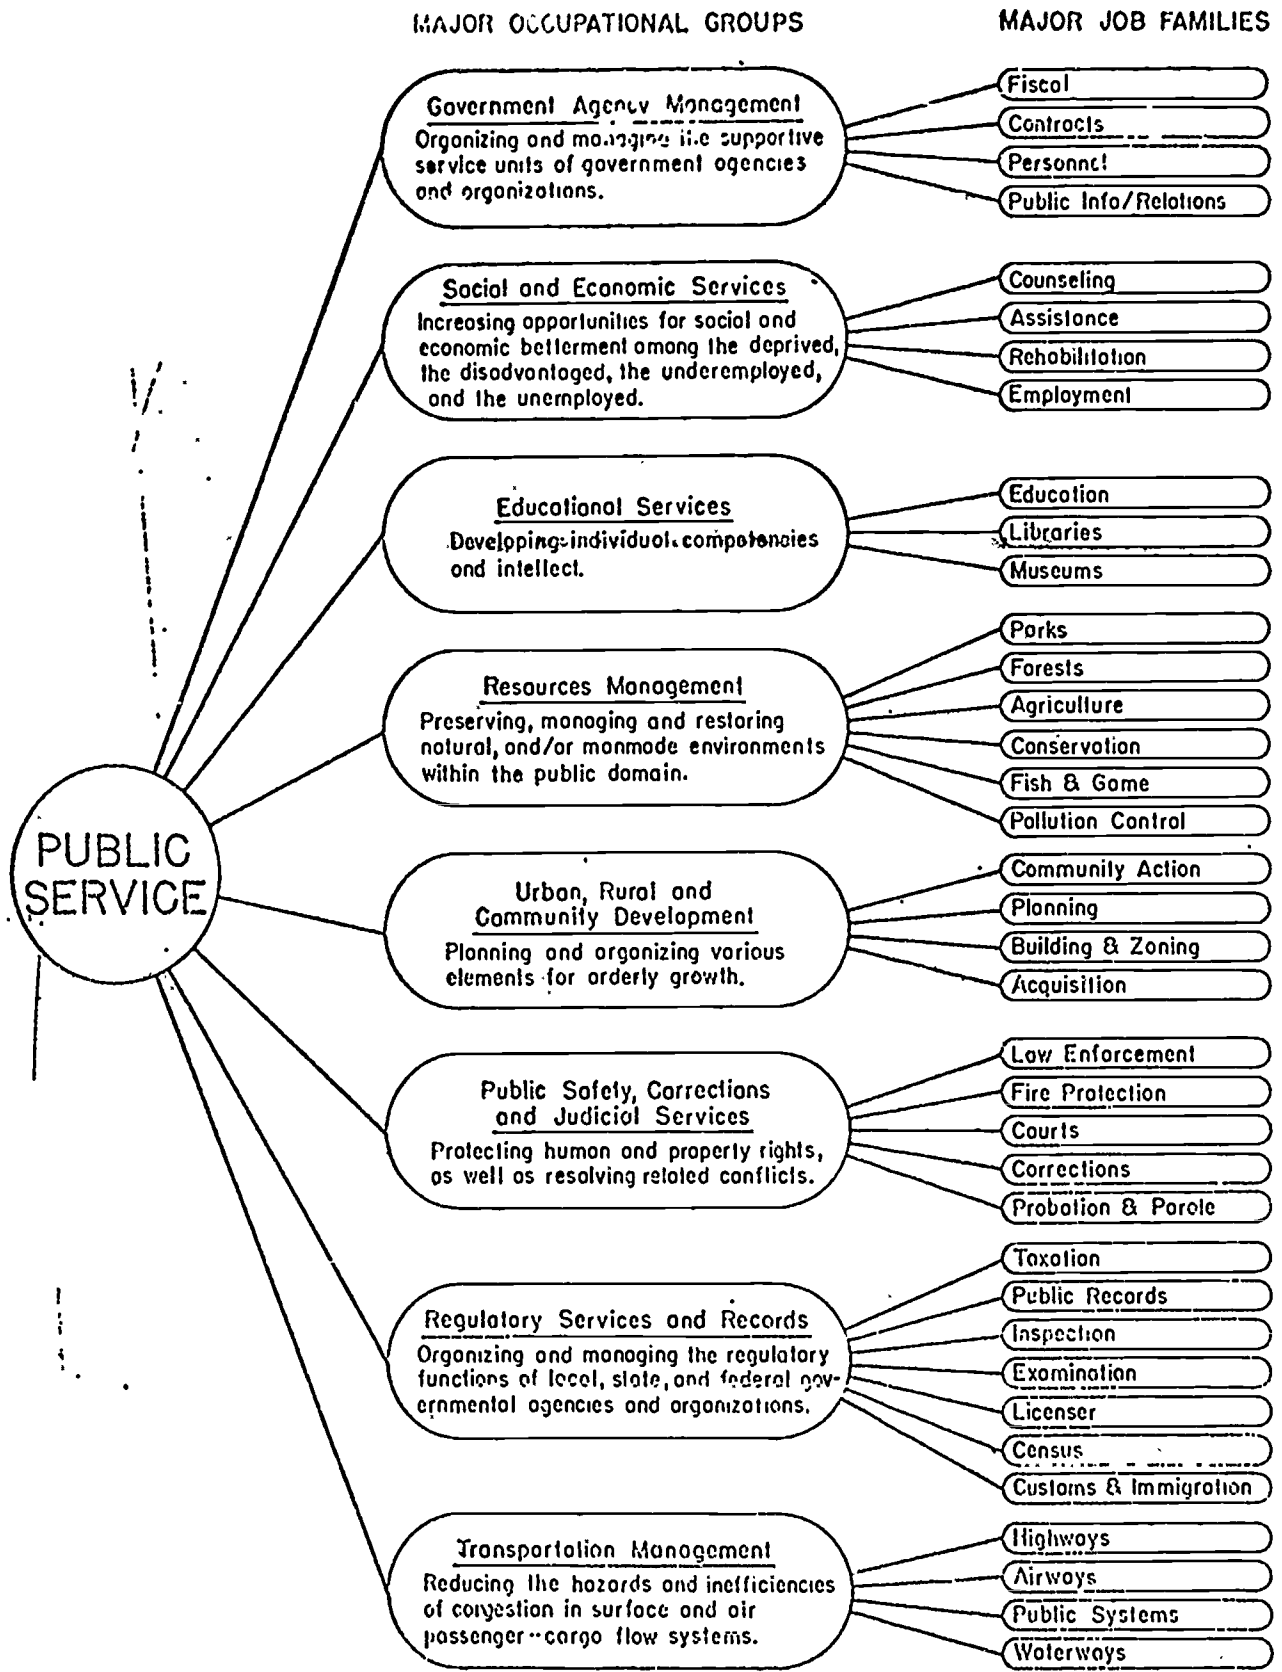 MAJOR OCCUPATIONAL GROUPS
MAJOR JOB FAMILIES
PUBLIC
SERVICE
Government Agency Management
Organizing and managing the supportive
service units of government agencies
and organizations.
Fiscal
Contracts
Personnel
Public Info/Relations
Social and Economic Services
Increasing opportunities for social and
economic betterment among the deprived,
the disadvantaged, the underemployed,
and the unemployed.
Counseling
Assistance
Rehabilitation
Employment
Educational Services
Developing individual competencies
and intellect.
Education
Libraries
Museums
Resources Management
Preserving, managing and restoring
natural, and/or manmade environments
within the public domain.
Parks
Forests
Agriculture
Conservation
Fish & Game
Pollution Control
Urban, Rural and
Community Development
Planning and organizing various
elements for orderly growth.
Community Action
Planning
Building & Zoning
Acquisition
Public Safety, Corrections
and Judicial Services
Protecting human and property rights,
as well as resolving related conflicts.
Law Enforcement
Fire Protection
Courts
Corrections
Probation & Parole
Regulatory Services and Records
Organizing and managing the regulatory
functions of local, state, and federal gov-
ernmental agencies and organizations.
Taxation
Public Records
Inspection
Examination
Licenser
Census
Customs & Immigration
Transportation Management
Reducing the hazards and inefficiencies
of congestion in surface and air
passenger--cargo flow systems.
Highways
Airways
Public Systems
Waterways